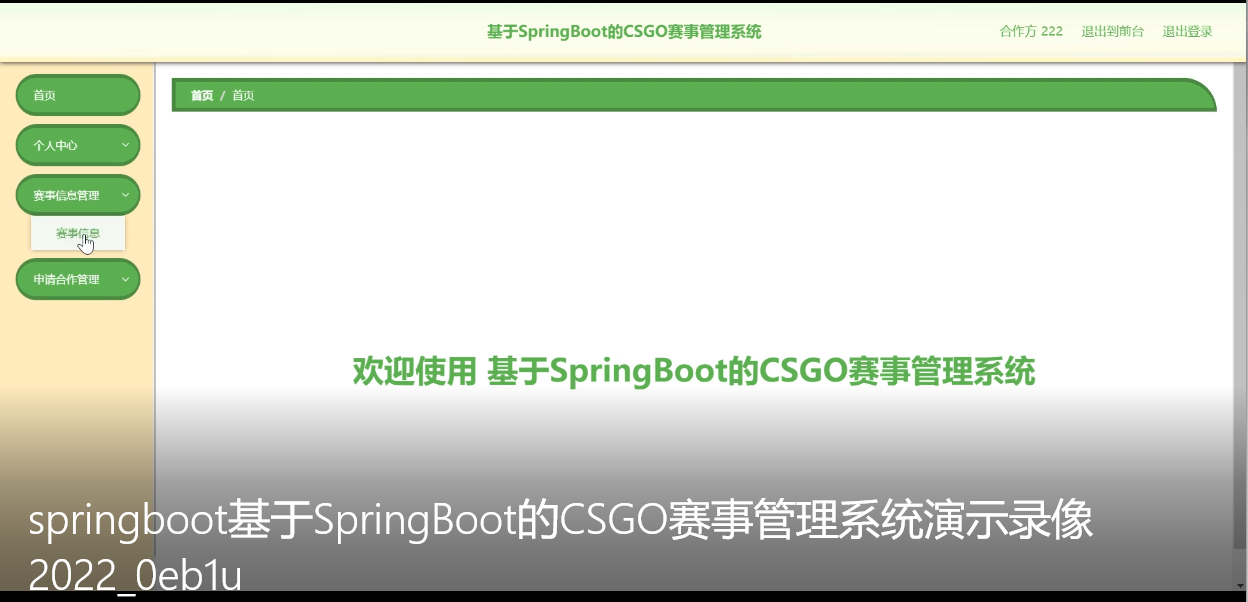 基于SpringBoot的CSGO赛事管理系统
合作方 222 退出到前台 退出登录
首页
首页 / 首页
个人中心
赛事信息管理
赛事信息
申请合作管理
欢迎使用 基于SpringBoot的CSGO赛事管理系统
springboot基于SpringBoot的CSGO赛事管理系统演示录像
2022_0eb1u